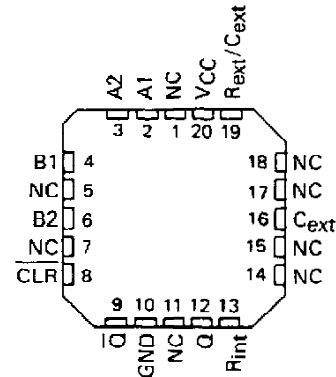 A2 A1 NC VCC Rext/Cext
3 2 1 20 19
B1 4 18 NC
NC 5 17 NC
B2 6 16 Cext
NC 7 15 NC
CLR 8 14 NC
9 10 11 12 13
Q GND NC Q Rint